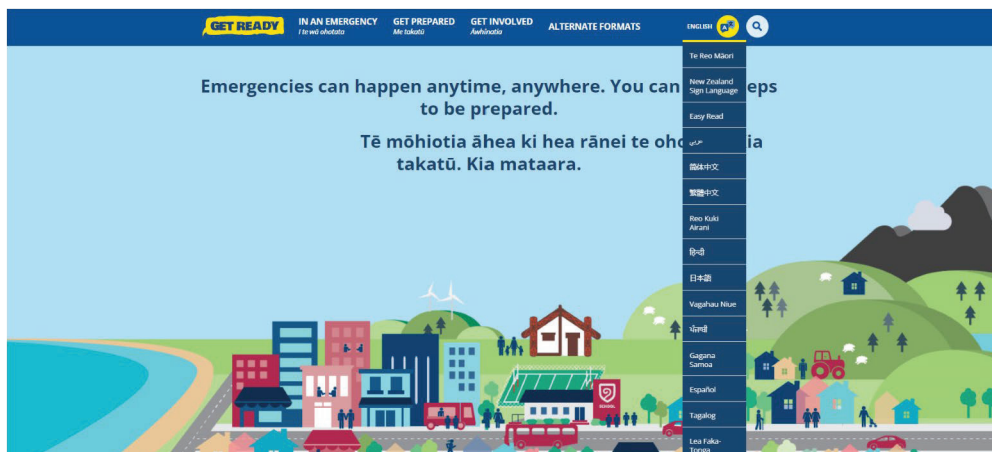 GET READY
IN AN EMERGENCY
I te wā ohotata
GET PREPARED
Me takatū
GET INVOLVED
Āwhinatia
ALTERNATE FORMATS
ENGLISH
Te Reo Māori
New Zealand
Sign Language
Easy Read
عربي
简体中文
繁體中文
Reo Kuki
Airani
हिन्दी
日本語
Vagahau Niue
ਪੰਜਾਬੀ
Gagana
Samoa
Español
Tagalog
Lea Faka-
Tonga
Emergencies can happen anytime, anywhere. You can eps
to be prepared.
Tē mōhiotia āhea ki hea rānei te oho ia
takatū. Kia mataara.
SCHOOL